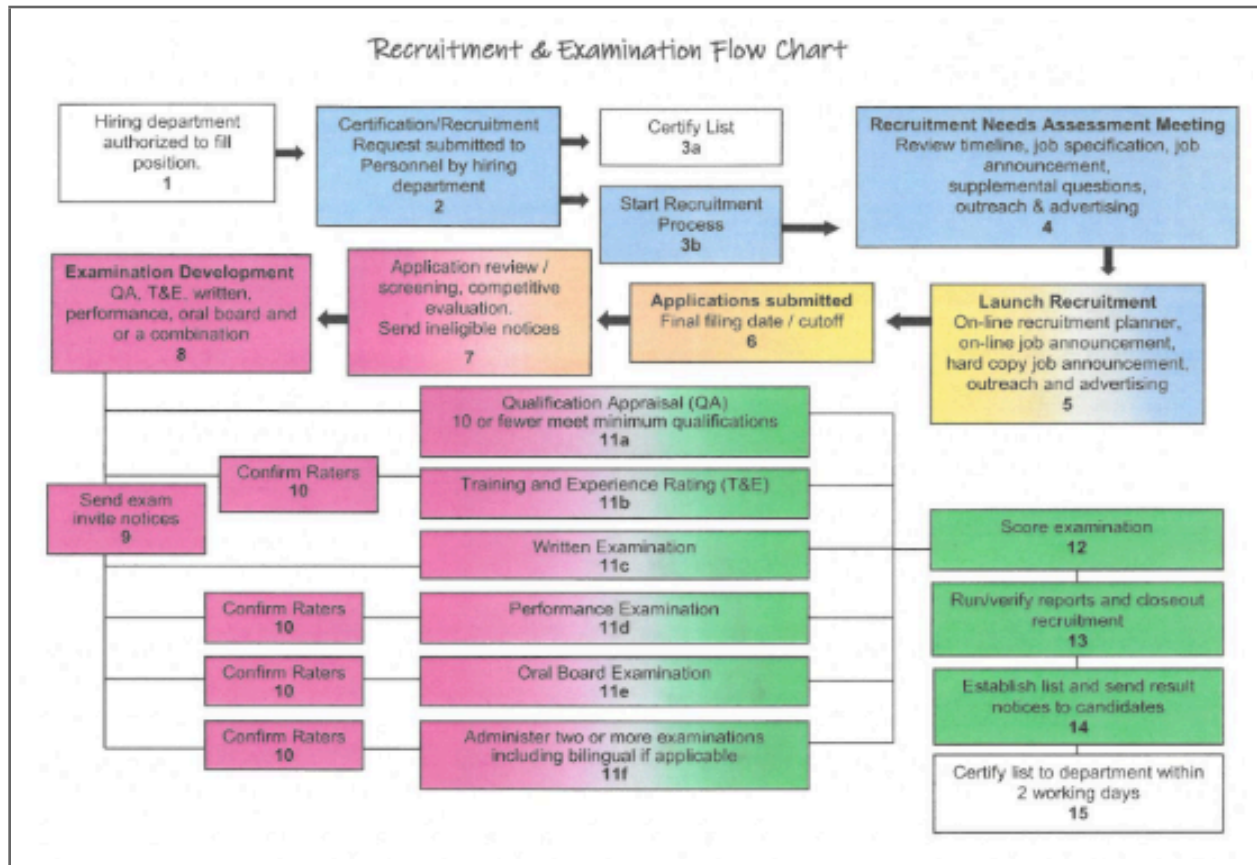 Recruitment & Examination Flow Chart
Hiring department
authorized to fill
position.
1
Certification/Recruitment
Request submitted to
Personnel by hiring
department
2
Certify List
3a
Start Recruitment
Process
3b
Recruitment Needs Assessment Meeting
Review timeline, job specification, job
announcement,
supplemental questions,
outreach & advertising
4
Launch Recruitment
On-line recruitment planner,
on-line job announcement,
hard copy job announcement,
outreach and advertising
5
Applications submitted
Final filing date / cutoff
6
Application review /
screening, competitive
evaluation.
Send ineligible notices
7
Examination Development
QA, T&E, written,
performance, oral board and
or a combination
8
Send exam
invite notices
9
Qualification Appraisal (QA)
10 or fewer meet minimum qualifications
11a
Confirm Raters
10
Training and Experience Rating (T&E)
11b
Written Examination
11c
Confirm Raters
10
Performance Examination
11d
Confirm Raters
10
Oral Board Examination
11e
Confirm Raters
10
Administer two or more examinations
including bilingual if applicable
11f
Score examination
12
Run/verify reports and closeout
recruitment
13
Establish list and send result
notices to candidates
14
Certify list to department within
2 working days
15